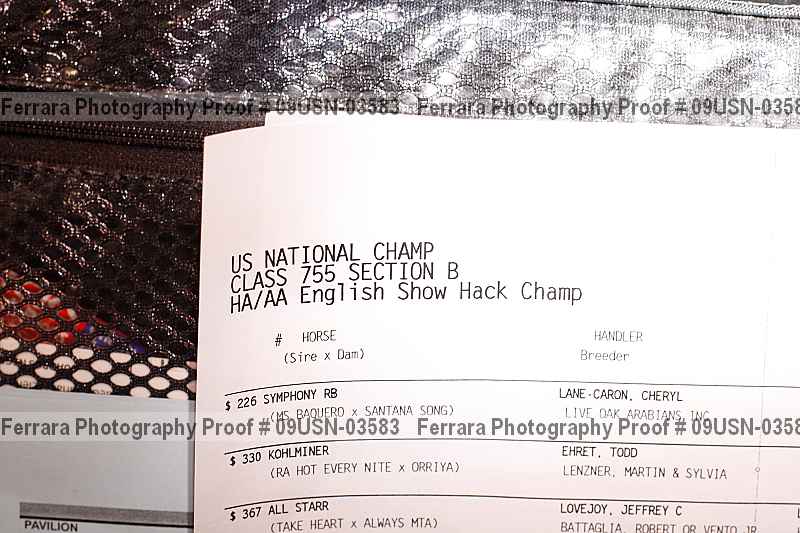 Ferrara Photography Proof # 09USN-03583 Ferrara Photography Proof # 09USN-0358
US NATIONAL CHAMP
CLASS 755 SECTION B
HA/AA English Show Hack Champ
# HORSE HANDLER
(Sire x Dam) Breeder
$ 226 SYMPHONY RB LANE-CARON, CHERYL
(MS BAQUERO x SANTANA SONG) LIVE OAK ARABIANS INC
Ferrara Photography Proof # 09USN-03583 Ferrara Photography Proof # 09USN-0358
$ 330 KOHLMINER EHRET, TODD
(RA HOT EVERY NITE x ORRIYA) LENZNER, MARTIN & SYLVIA
$ 367 ALL STARR LOVEJOY, JEFFREY C
(TAKE HEART x ALWAYS MTA) BATTAGLIA, ROBERT OR VENTO JR
PAVILION